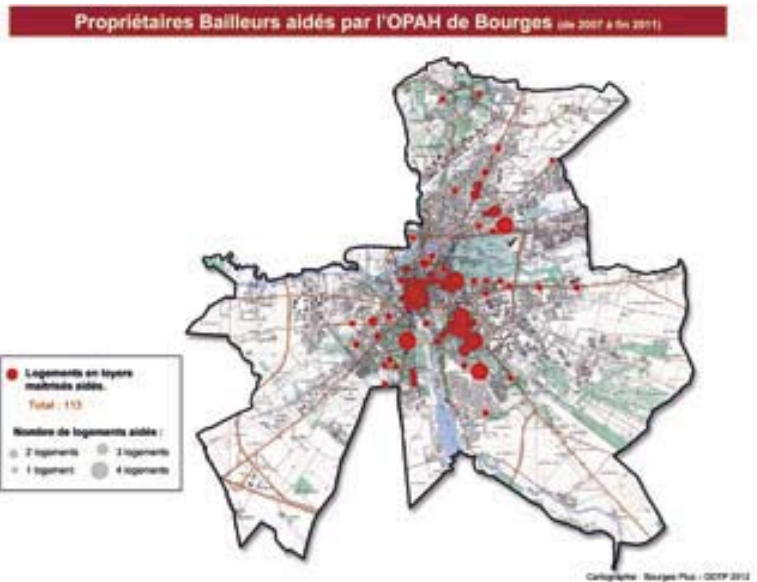 Propriétaires Bailleurs aidés par l'OPAH de Bourges (de 2007 à fin 2011)
Logements en loyers
maîtrisés aidés.
Total : 113
Nombre de logements aidés :
2 logements
3 logements
1 logement
4 logements
Cartographie : Bourges Plus - DDTP 2012